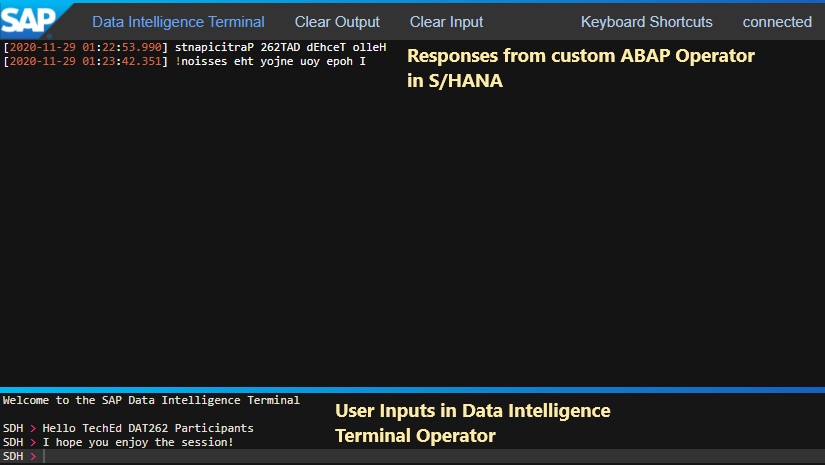 SAP Data Intelligence Terminal Clear Output Clear Input Keyboard Shortcuts connected
[2020-11-29 01:22:53.990] stnapicitraP 262TAD dEhceT olleH
[2020-11-29 01:23:42.351] !noisses eht yojne uoy epoh I
Responses from custom ABAP Operator
in S/HANA
Welcome to the SAP Data Intelligence Terminal
User Inputs in Data Intelligence
Terminal Operator
SDH > Hello TechEd DAT262 Participants
SDH > I hope you enjoy the session!
SDH >